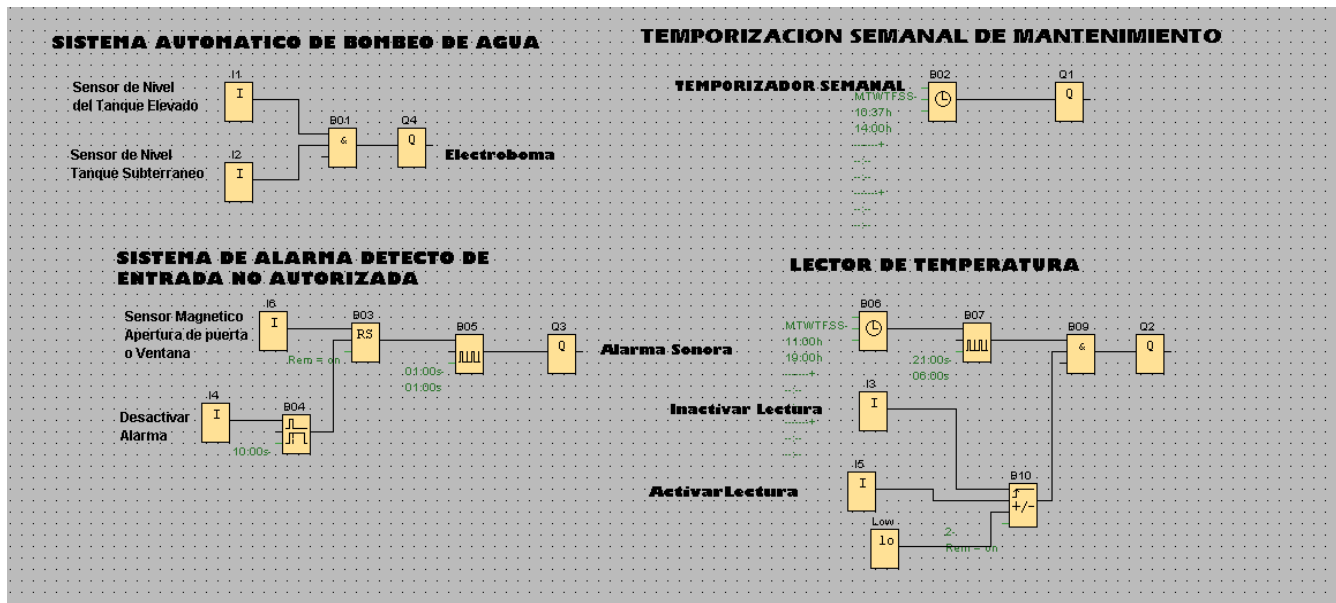 SISTEMA AUTOMATICO DE BOMBEO DE AGUA
I1
Sensor de Nivel
del Tanque Elevado
I
B01
&
Q4
Q
Electroboma
I2
Sensor de Nivel
Tanque Subterraneo
I
TEMPORIZACION SEMANAL DE MANTENIMIENTO
TEMPORIZADOR SEMANAL
B02
Q1
Q
MTWTFSS-
14:00h
-------+
--:--
--:--
-------+
--:--
--:--
SISTEMA DE ALARMA DETECTO DE
ENTRADA NO AUTORIZADA
Sensor Magnetico
Apertura de puerta
o Ventana
I6
I
B03
RS
Rem = on
B05
01:00s-
01:00s
Q3
Q
Alarma Sonora
Desactivar
Alarma
I4
I
B04
10:00s-
LECTOR DE TEMPERATURA
B06
MTWTFSS-
11:00h
19:00h
-------+
--:--
--:--
-------+
--:--
--:--
B07
21:00s-
06:00s
B09
&
Q2
Q
Inactivar Lectura
I3
I
Activar Lectura
I5
I
B10
+/-
Low
lo
2-
Rem = on